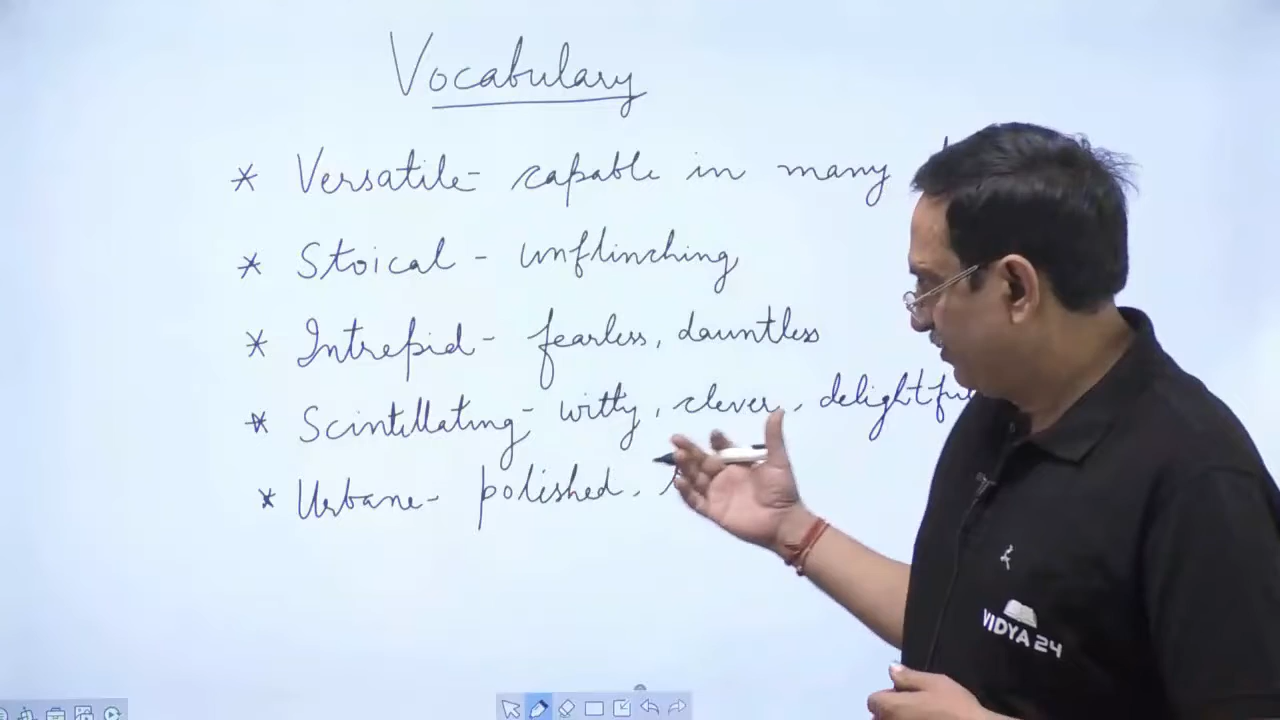 Vocabulary
* Versatile - capable in many
* Stoical - unflinching
* Intrepid - fearless, dauntless
* Scintillating - witty, clever, delightful
* Urbane - polished,
VIDYA 24